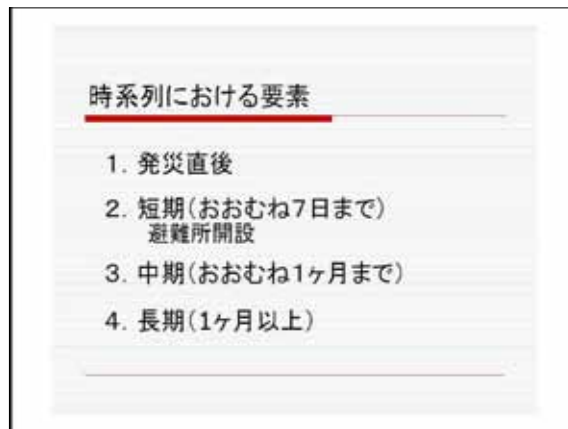 時系列における要素
1. 発災直後
2. 短期(おおむね7日まで)
避難所開設
3. 中期(おおむね1ヶ月まで)
4. 長期(1ヶ月以上)